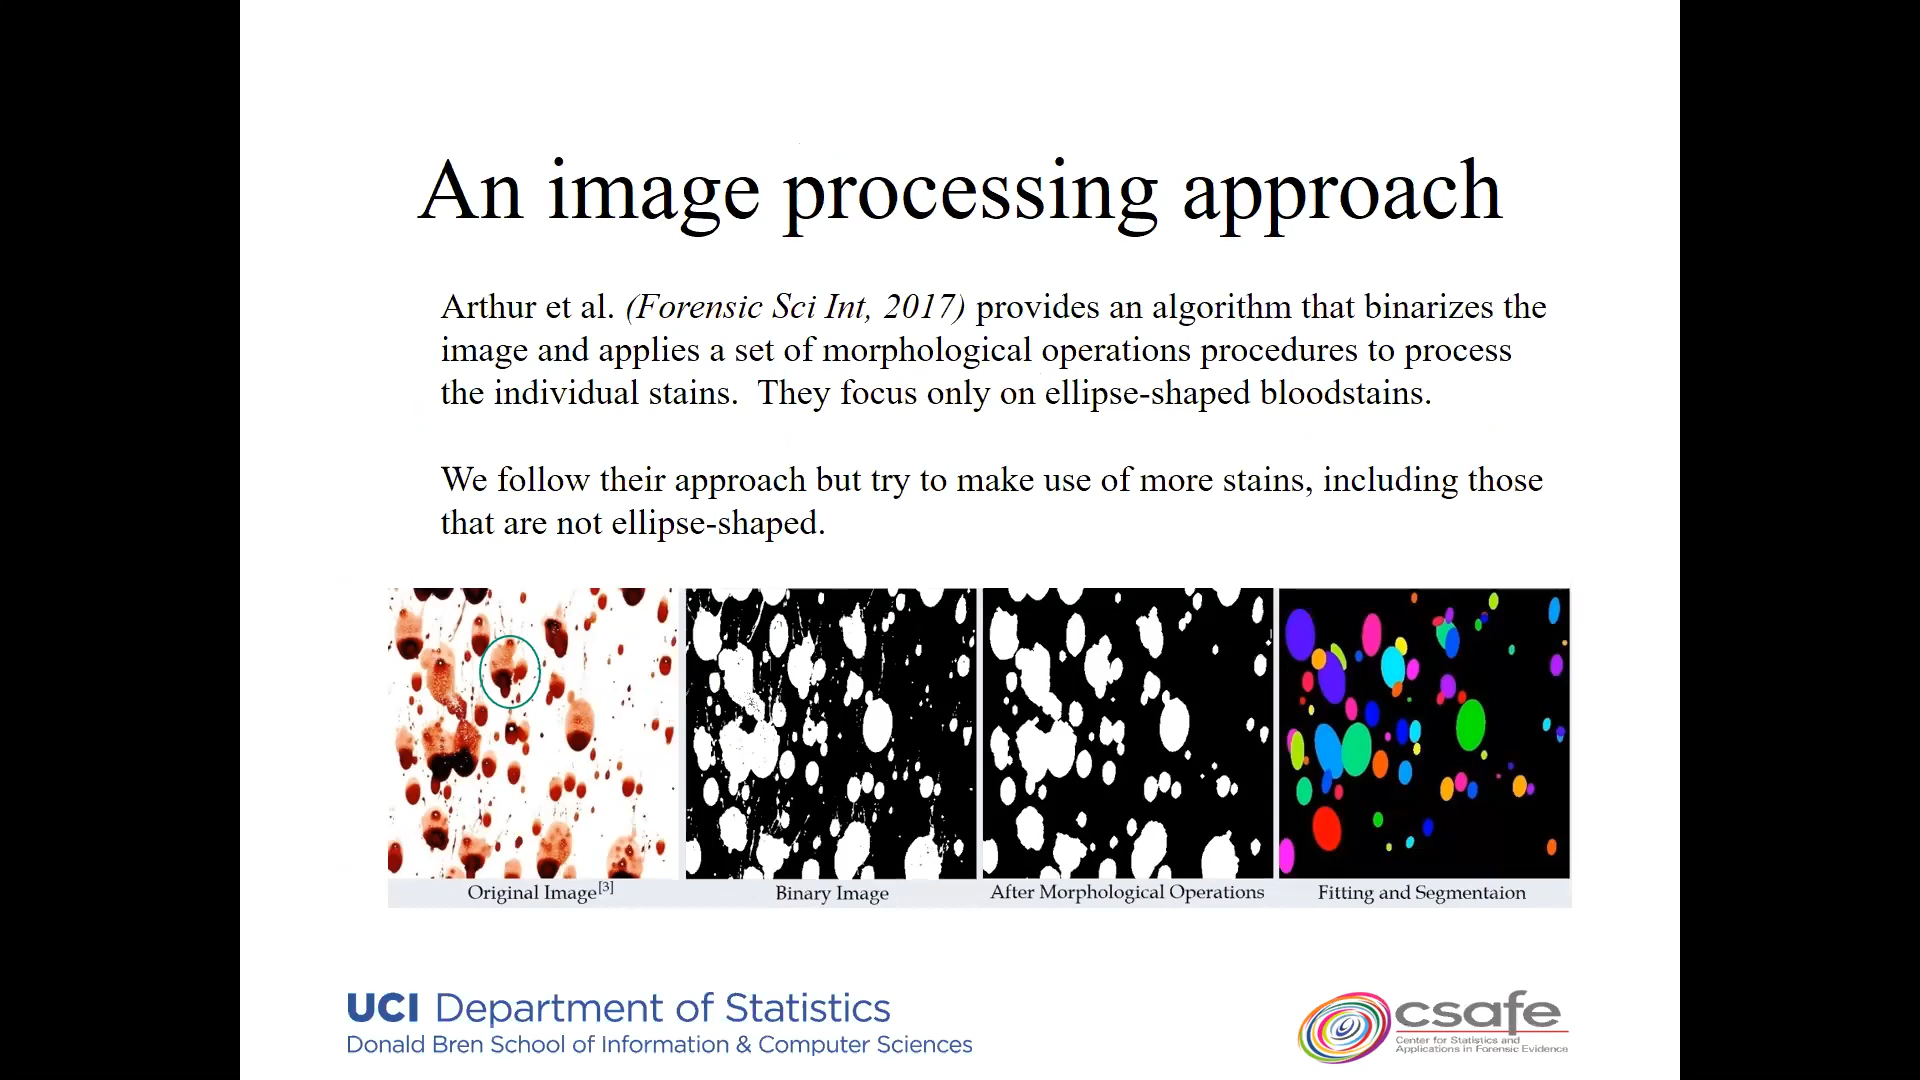 An image processing approach
Arthur et al. (Forensic Sci Int, 2017) provides an algorithm that binarizes the
image and applies a set of morphological operations procedures to process
the individual stains.  They focus only on ellipse-shaped bloodstains.
We follow their approach but try to make use of more stains, including those
that are not ellipse-shaped.
Original Image[3]
Binary Image
After Morphological Operations
Fitting and Segmentaion
UCI Department of Statistics
Donald Bren School of Information & Computer Sciences
csafe
Center for Statistics and
Applications in Forensic Evidence